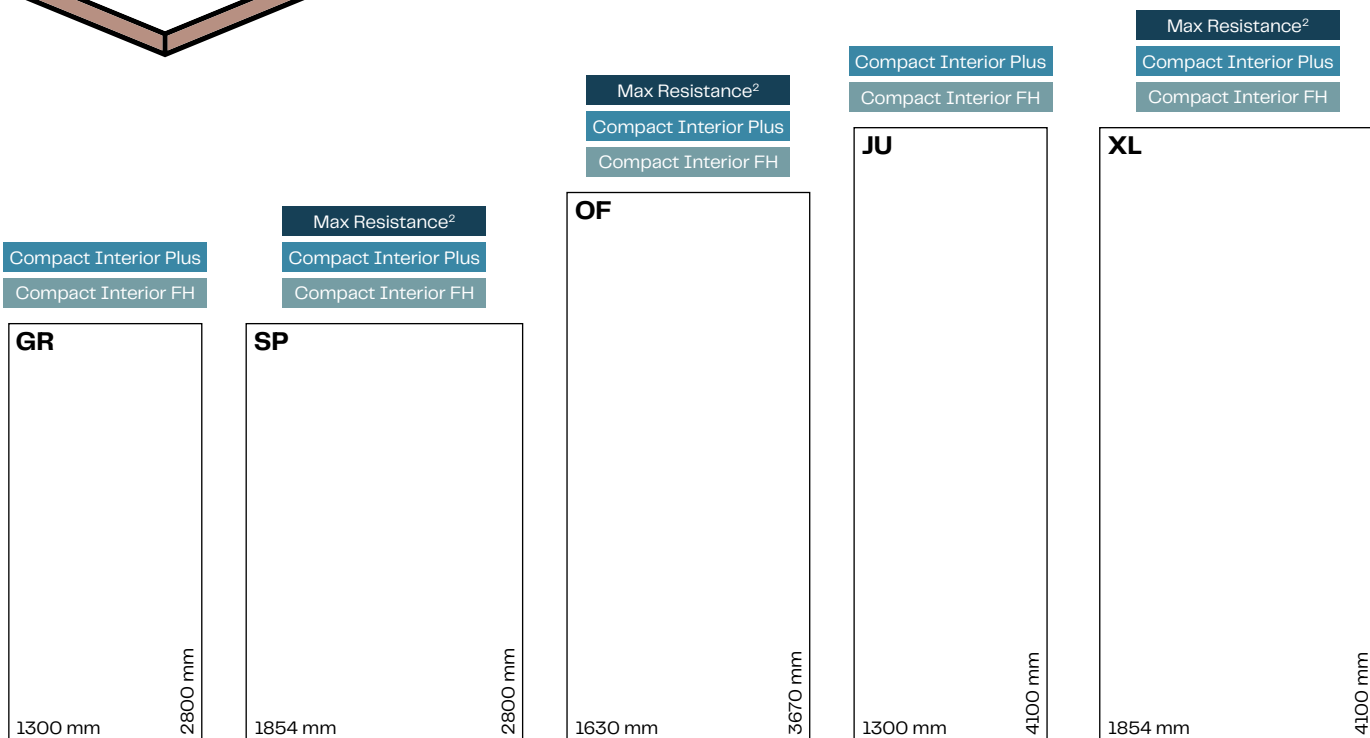 Compact Interior Plus
Compact Interior FH
GR
1300 mm
2800 mm
Max Resistance²
Compact Interior Plus
Compact Interior FH
SP
1854 mm
2800 mm
Max Resistance²
Compact Interior Plus
Compact Interior FH
OF
1630 mm
3670 mm
Compact Interior Plus
Compact Interior FH
JU
1300 mm
4100 mm
Max Resistance²
Compact Interior Plus
Compact Interior FH
XL
1854 mm
4100 mm